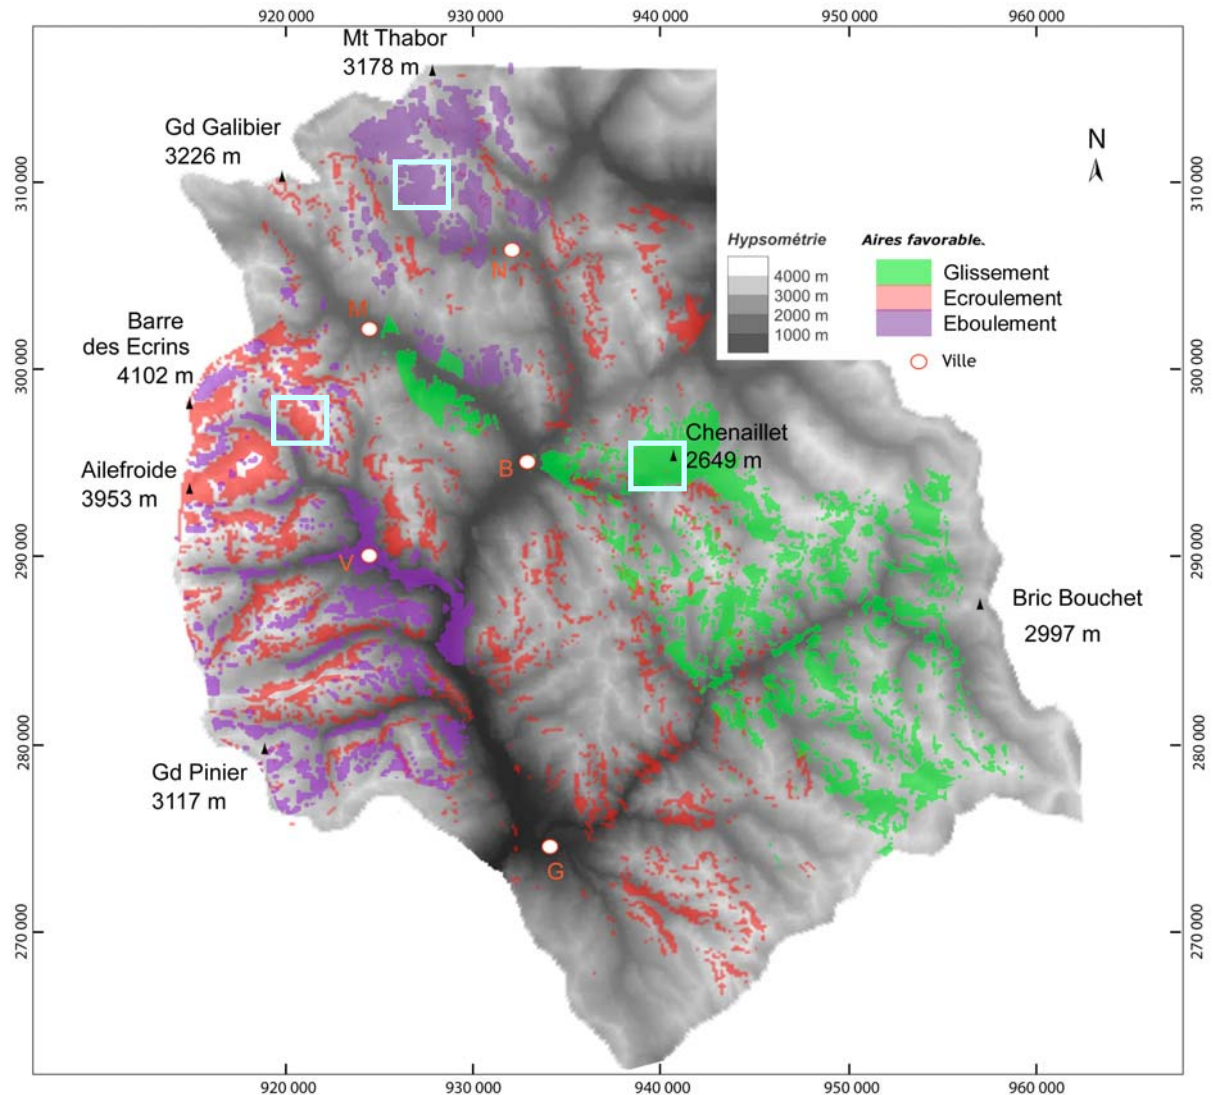 920 000
930 000
940 000
950 000
960 000
Mt Thabor
3178 m
Gd Galibier
3226 m
N
310 000
310 000
Hypsométrie
4000 m
3000 m
2000 m
1000 m
Aires favorable.
Glissement
Ecroulement
Eboulement
Ville
N
M
A
Barre
des Ecrins
4102 m
300 000
300 000
Chenaillet
2649 m
B
Ailefroide
3953 m
V
290 000
290 000
Bric Bouchet
2997 m
280 000
280 000
Gd Pinier
3117 m
G
270 000
270 000
920 000
930 000
940 000
950 000
960 000